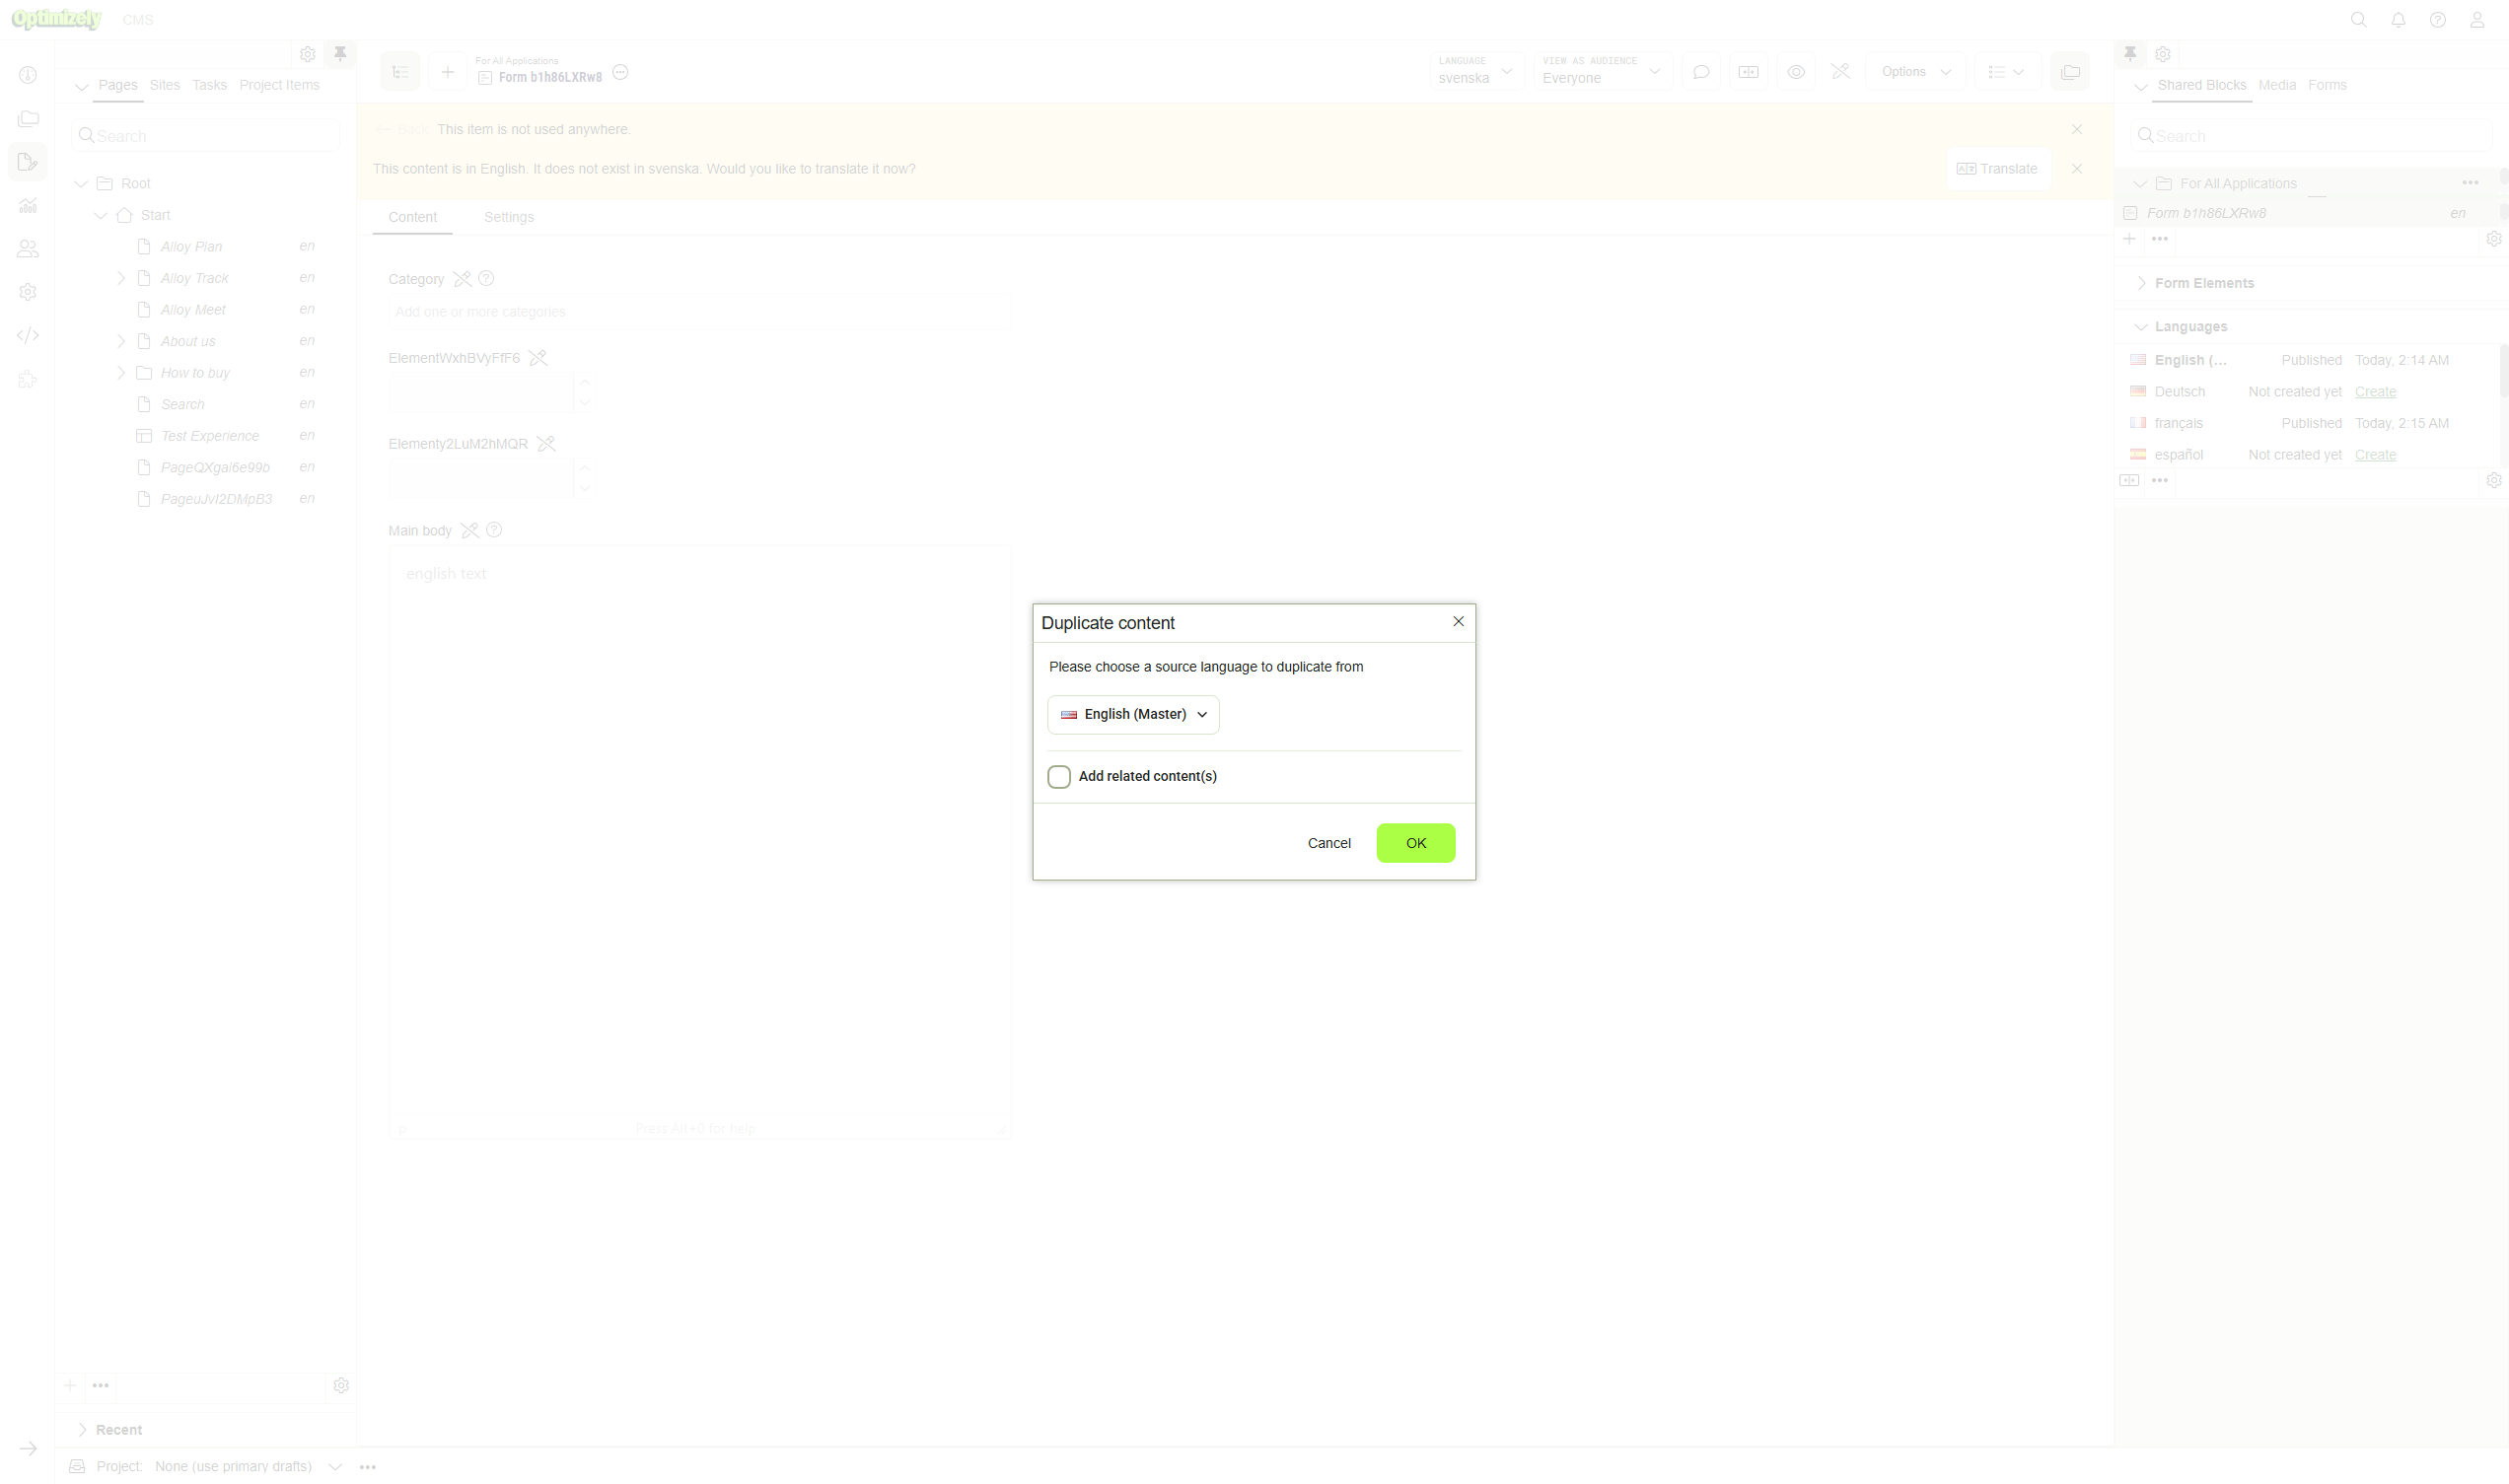 Optimizely CMS
Pages Sites Tasks Project Items
Search
Root
Start
Alloy Plan en
Alloy Track en
Alloy Meet en
About us en
How to buy en
Search en
Test Experience en
PageQXgal6e99b en
PageuJvI2DMpB3 en
Recent
Project: None (use primary drafts)
For All Applications
Form b1h86LXRw8
LANGUAGE
svenska
VIEW AS AUDIENCE
Everyone
Options
Back This item is not used anywhere.
This content is in English. It does not exist in svenska. Would you like to translate it now?
Translate
Content Settings
Category
Add one or more categories
ElementWxhBVyFfF6
Elementy2LuM2hMQR
Main body
english text
p Press Alt+0 for help
Duplicate content
Please choose a source language to duplicate from
English (Master)
Add related content(s)
Cancel OK
Shared Blocks Media Forms
Search
For All Applications
Form b1h86LXRw8 en
Form Elements
Languages
English (... Published Today, 2:14 AM
Deutsch Not created yet Create
français Published Today, 2:15 AM
español Not created yet Create